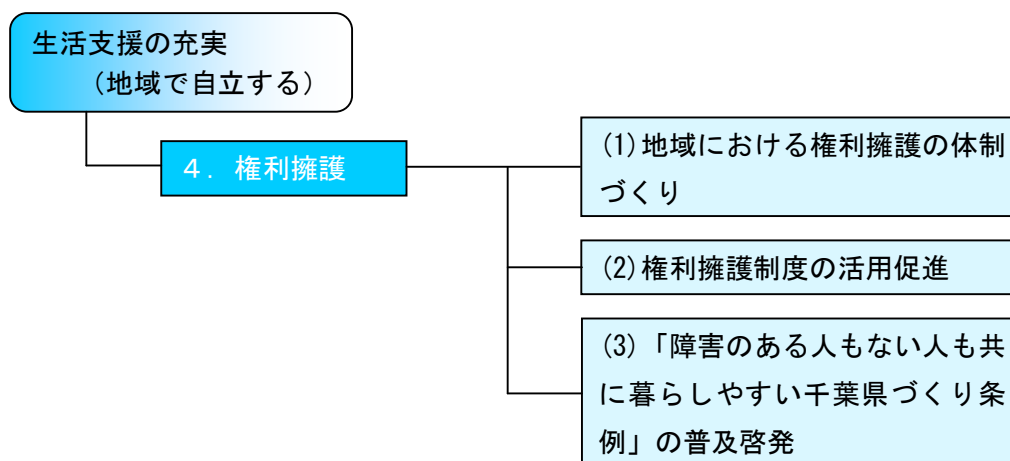 生活支援の充実
（地域で自立する）
４．権利擁護
(1)地域における権利擁護の体制
づくり
(2)権利擁護制度の活用促進
(3)「障害のある人もない人も共
に暮らしやすい千葉県づくり条
例」の普及啓発